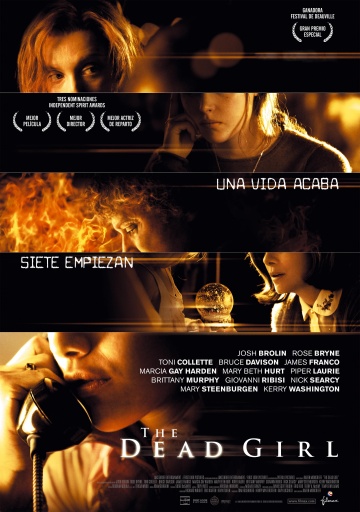 GANADORA
FESTIVAL DE DEAUVILLE
GRAN PREMIO
ESPECIAL
TRES NOMINACIONES
INDEPENDENT SPIRIT AWARDS
MEJOR
PELÍCULA
MEJOR
DIRECTOR
MEJOR ACTRIZ
DE REPARTO
UNA VIDA ACABA
SIETE EMPIEZAN
JOSH BROLIN ROSE BRYNE
TONI COLLETTE BRUCE DAVISON JAMES FRANCO
MARCIA GAY HARDEN MARY BETH HURT PIPER LAURIE
BRITTANY MURPHY GIOVANNI RIBISI NICK SEARCY
MARY STEENBURGEN KERRY WASHINGTON
THE
DEAD GIRL
filmax